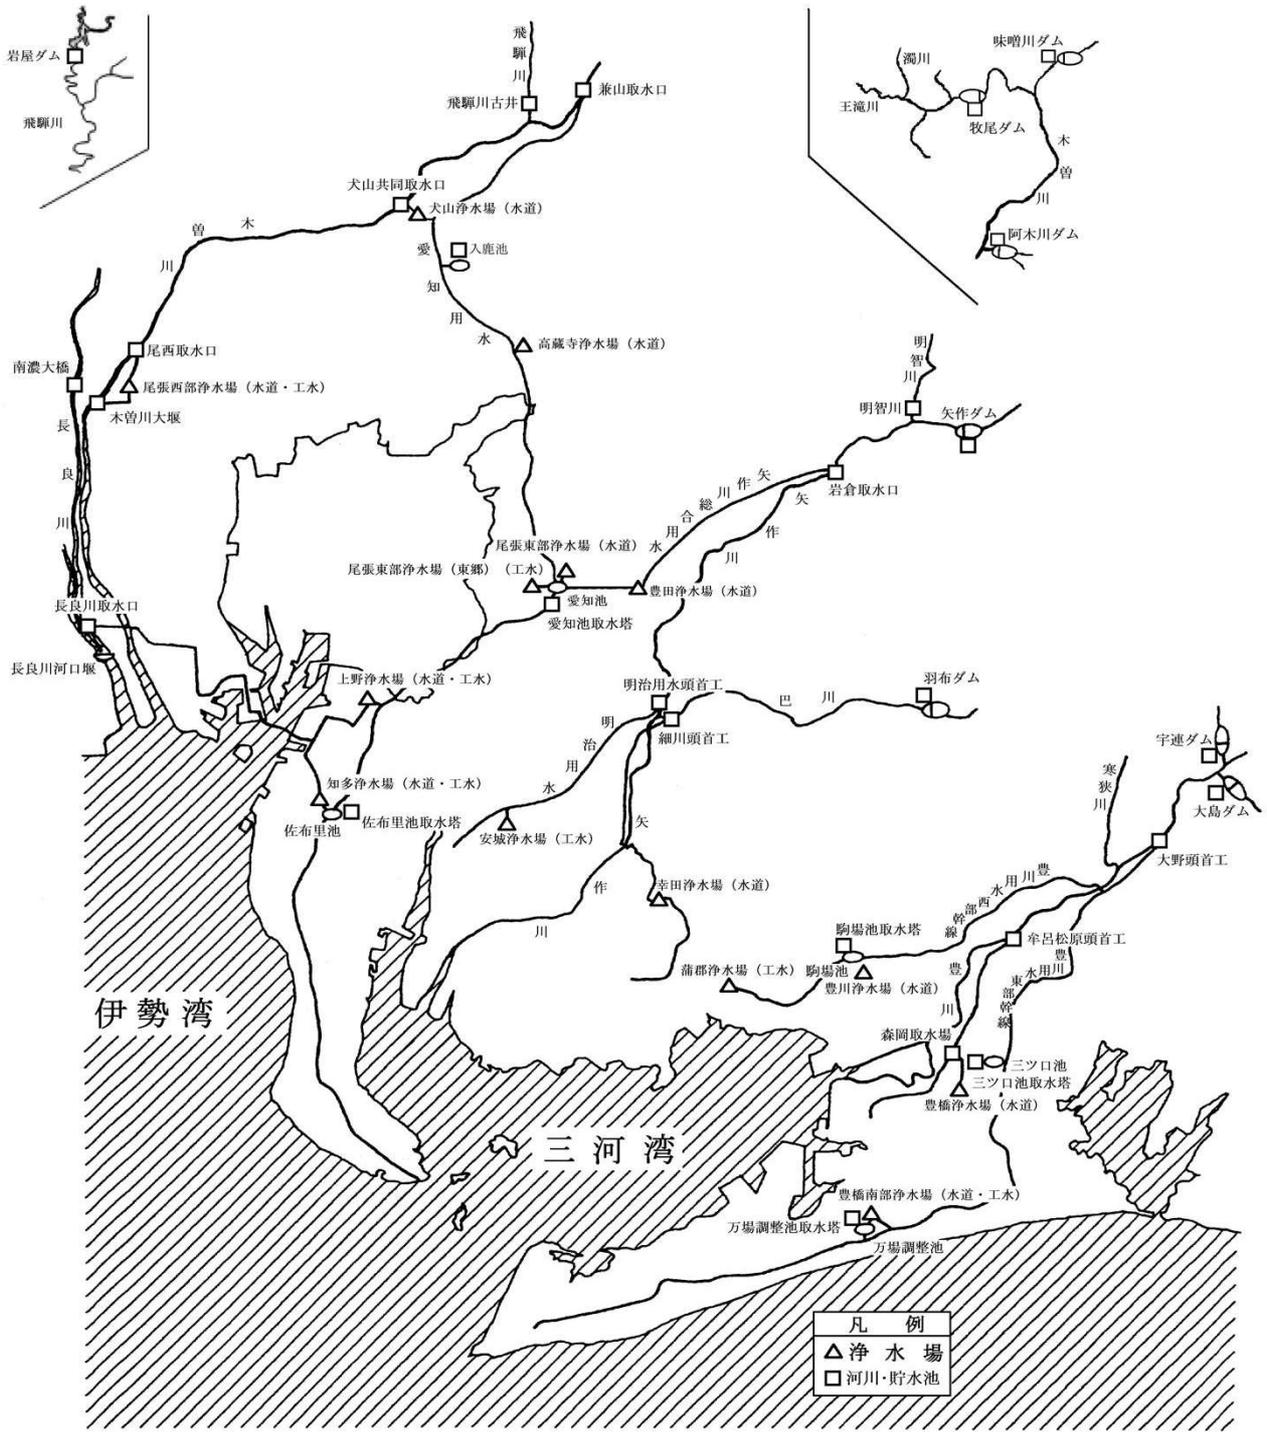 岩屋ダム
飛騨川
飛騨川
飛騨川古井
兼山取水口
濁川
味噌川ダム
王滝川
牧尾ダム
木曽川
阿木川ダム
犬山共同取水口
犬山浄水場（水道）
木曽川
入鹿池
愛知用水
高蔵寺浄水場（水道）
尾西取水口
南濃大橋
尾張西部浄水場（水道・工水）
木曽川大堰
長良川
明智川
明智川
矢作ダム
岩倉取水口
矢作川総合用水
矢作川
尾張東部浄水場（水道）
尾張東部浄水場（東郷）（工水）
愛知池
愛知池取水塔
豊田浄水場（水道）
長良川取水口
長良川河口堰
上野浄水場（水道・工水）
明治用水頭首工
細川頭首工
巴川
羽布ダム
明治用水
宇連ダム
大島ダム
寒狭川
大野頭首工
知多浄水場（水道・工水）
佐布里池
佐布里池取水塔
安城浄水場（工水）
矢作川
幸田浄水場（水道）
豊川用水西部幹線
駒場池取水塔
駒場池
牟呂松原頭首工
蒲郡浄水場（工水）
豊川浄水場（水道）
豊川
豊川用水東部幹線
伊勢湾
森岡取水場
三ツ口池
三ツ口池取水塔
豊橋浄水場（水道）
三河湾
豊橋南部浄水場（水道・工水）
万場調整池取水塔
万場調整池
凡例
浄水場
河川・貯水池